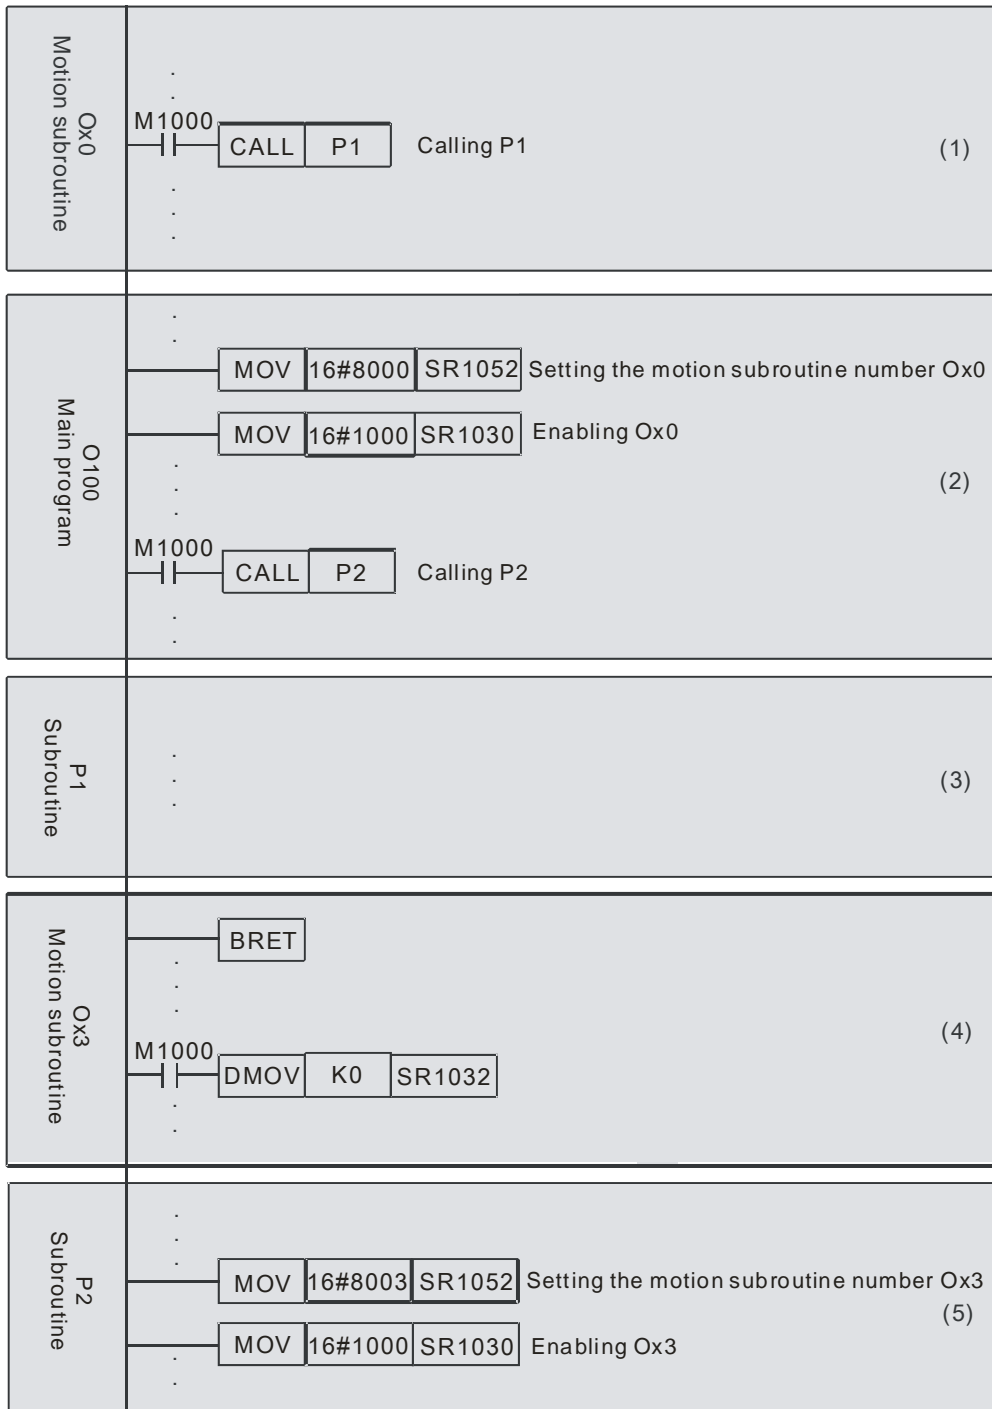 Ox0
Motion subroutine
M1000
CALL P1 Calling P1
(1)
O100
Main program
MOV 16#8000 SR1052 Setting the motion subroutine number Ox0
MOV 16#1000 SR1030 Enabling Ox0
(2)
M1000
CALL P2 Calling P2
P1
Subroutine
(3)
Ox3
Motion subroutine
BRET
(4)
M1000
DMOV K0 SR1032
P2
Subroutine
MOV 16#8003 SR1052 Setting the motion subroutine number Ox3
(5)
MOV 16#1000 SR1030 Enabling Ox3